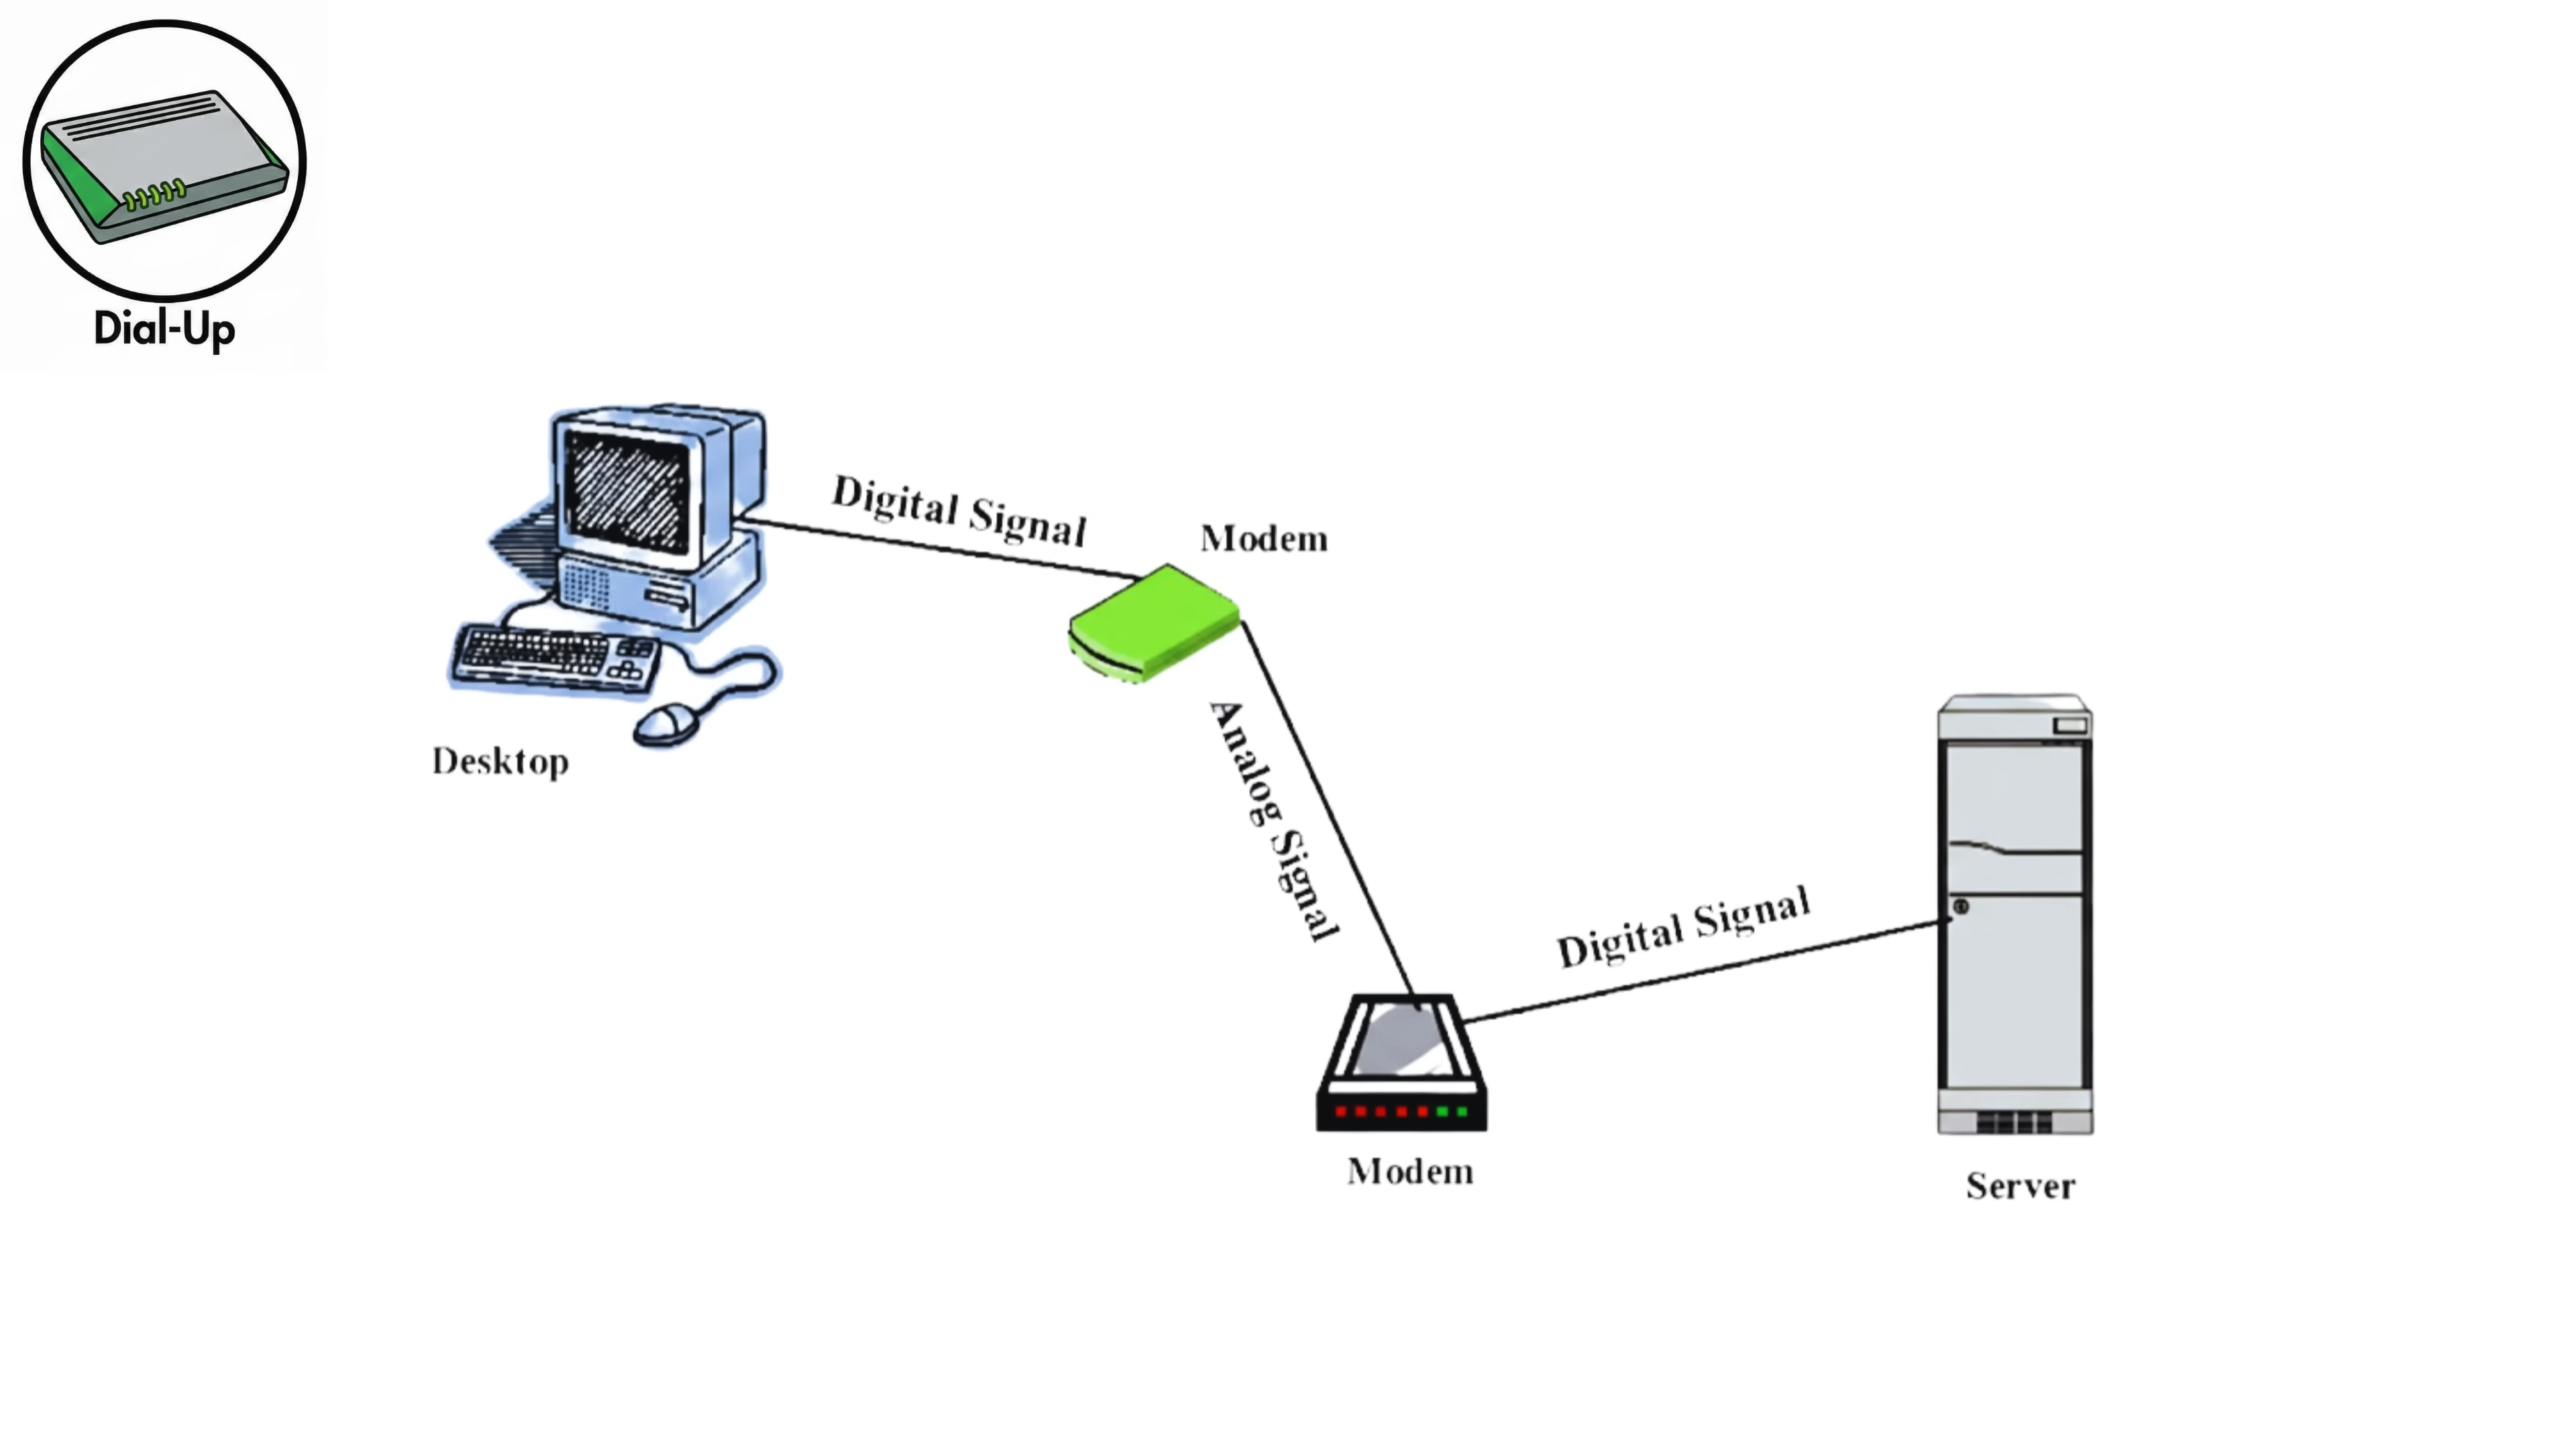 Dial-Up
Digital Signal
Modem
Desktop
Analog Signal
Digital Signal
Modem
Server